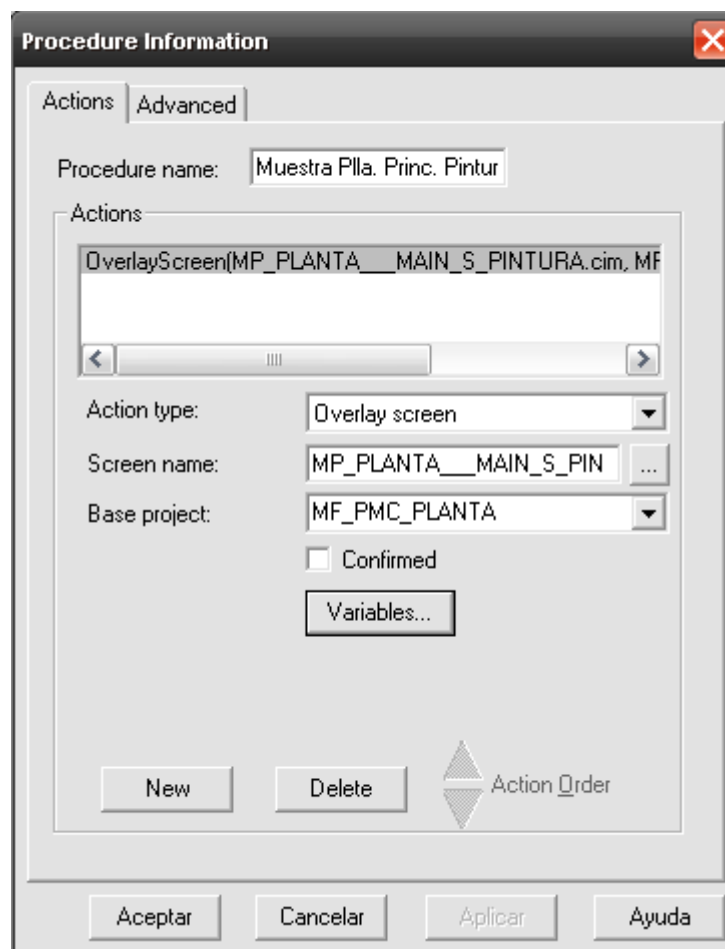 Procedure Information
Actions Advanced
Procedure name: Muestra Plla. Princ. Pintur
Actions
OverlayScreen(MP_PLANTA___MAIN_S_PINTURA.cim, MF
Action type: Overlay screen
Screen name: MP_PLANTA___MAIN_S_PIN ...
Base project: MF_PMC_PLANTA
Confirmed
Variables...
New Delete Action Order
Aceptar Cancelar Aplicar Ayuda